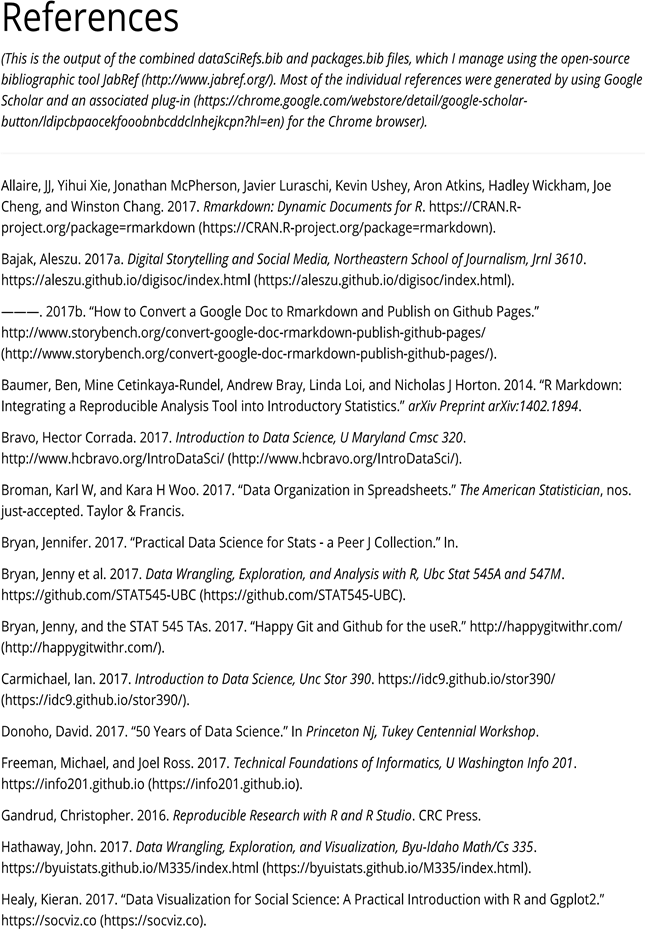 References
(This is the output of the combined dataSciRefs.bib and packages.bib files, which I manage using the open-source
bibliographic tool JabRef (http://www.jabref.org/). Most of the individual references were generated by using Google
Scholar and an associated plug-in (https://chrome.google.com/webstore/detail/google-scholar-
button/ldipcbpaocekfooobnbcddclnhejkcpn?hl=en) for the Chrome browser).
Allaire, JJ, Yihui Xie, Jonathan McPherson, Javier Luraschi, Kevin Ushey, Aron Atkins, Hadley Wickham, Joe
Cheng, and Winston Chang. 2017. Rmarkdown: Dynamic Documents for R. https://CRAN.R-
project.org/package=rmarkdown (https://CRAN.R-project.org/package=rmarkdown).
Bajak, Aleszu. 2017a. Digital Storytelling and Social Media, Northeastern School of Journalism, Jrnl 3610.
https://aleszu.github.io/digisoc/index.html (https://aleszu.github.io/digisoc/index.html).
———. 2017b. “How to Convert a Google Doc to Rmarkdown and Publish on Github Pages.”
http://www.storybench.org/convert-google-doc-rmarkdown-publish-github-pages/
(http://www.storybench.org/convert-google-doc-rmarkdown-publish-github-pages/).
Baumer, Ben, Mine Cetinkaya-Rundel, Andrew Bray, Linda Loi, and Nicholas J Horton. 2014. “R Markdown:
Integrating a Reproducible Analysis Tool into Introductory Statistics.” arXiv Preprint arXiv:1402.1894.
Bravo, Hector Corrada. 2017. Introduction to Data Science, U Maryland Cmsc 320.
http://www.hcbravo.org/IntroDataSci/ (http://www.hcbravo.org/IntroDataSci/).
Broman, Karl W, and Kara H Woo. 2017. “Data Organization in Spreadsheets.” The American Statistician, nos.
just-accepted. Taylor & Francis.
Bryan, Jennifer. 2017. “Practical Data Science for Stats - a Peer J Collection.” In.
Bryan, Jenny et al. 2017. Data Wrangling, Exploration, and Analysis with R, Ubc Stat 545A and 547M.
https://github.com/STAT545-UBC (https://github.com/STAT545-UBC).
Bryan, Jenny, and the STAT 545 TAs. 2017. “Happy Git and Github for the useR.” http://happygitwithr.com/
(http://happygitwithr.com/).
Carmichael, Ian. 2017. Introduction to Data Science, Unc Stor 390. https://idc9.github.io/stor390/
(https://idc9.github.io/stor390/).
Donoho, David. 2017. “50 Years of Data Science.” In Princeton Nj, Tukey Centennial Workshop.
Freeman, Michael, and Joel Ross. 2017. Technical Foundations of Informatics, U Washington Info 201.
https://info201.github.io (https://info201.github.io).
Gandrud, Christopher. 2016. Reproducible Research with R and R Studio. CRC Press.
Hathaway, John. 2017. Data Wrangling, Exploration, and Visualization, Byu-Idaho Math/Cs 335.
https://byuistats.github.io/M335/index.html (https://byuistats.github.io/M335/index.html).
Healy, Kieran. 2017. “Data Visualization for Social Science: A Practical Introduction with R and Ggplot2.”
https://socviz.co (https://socviz.co).